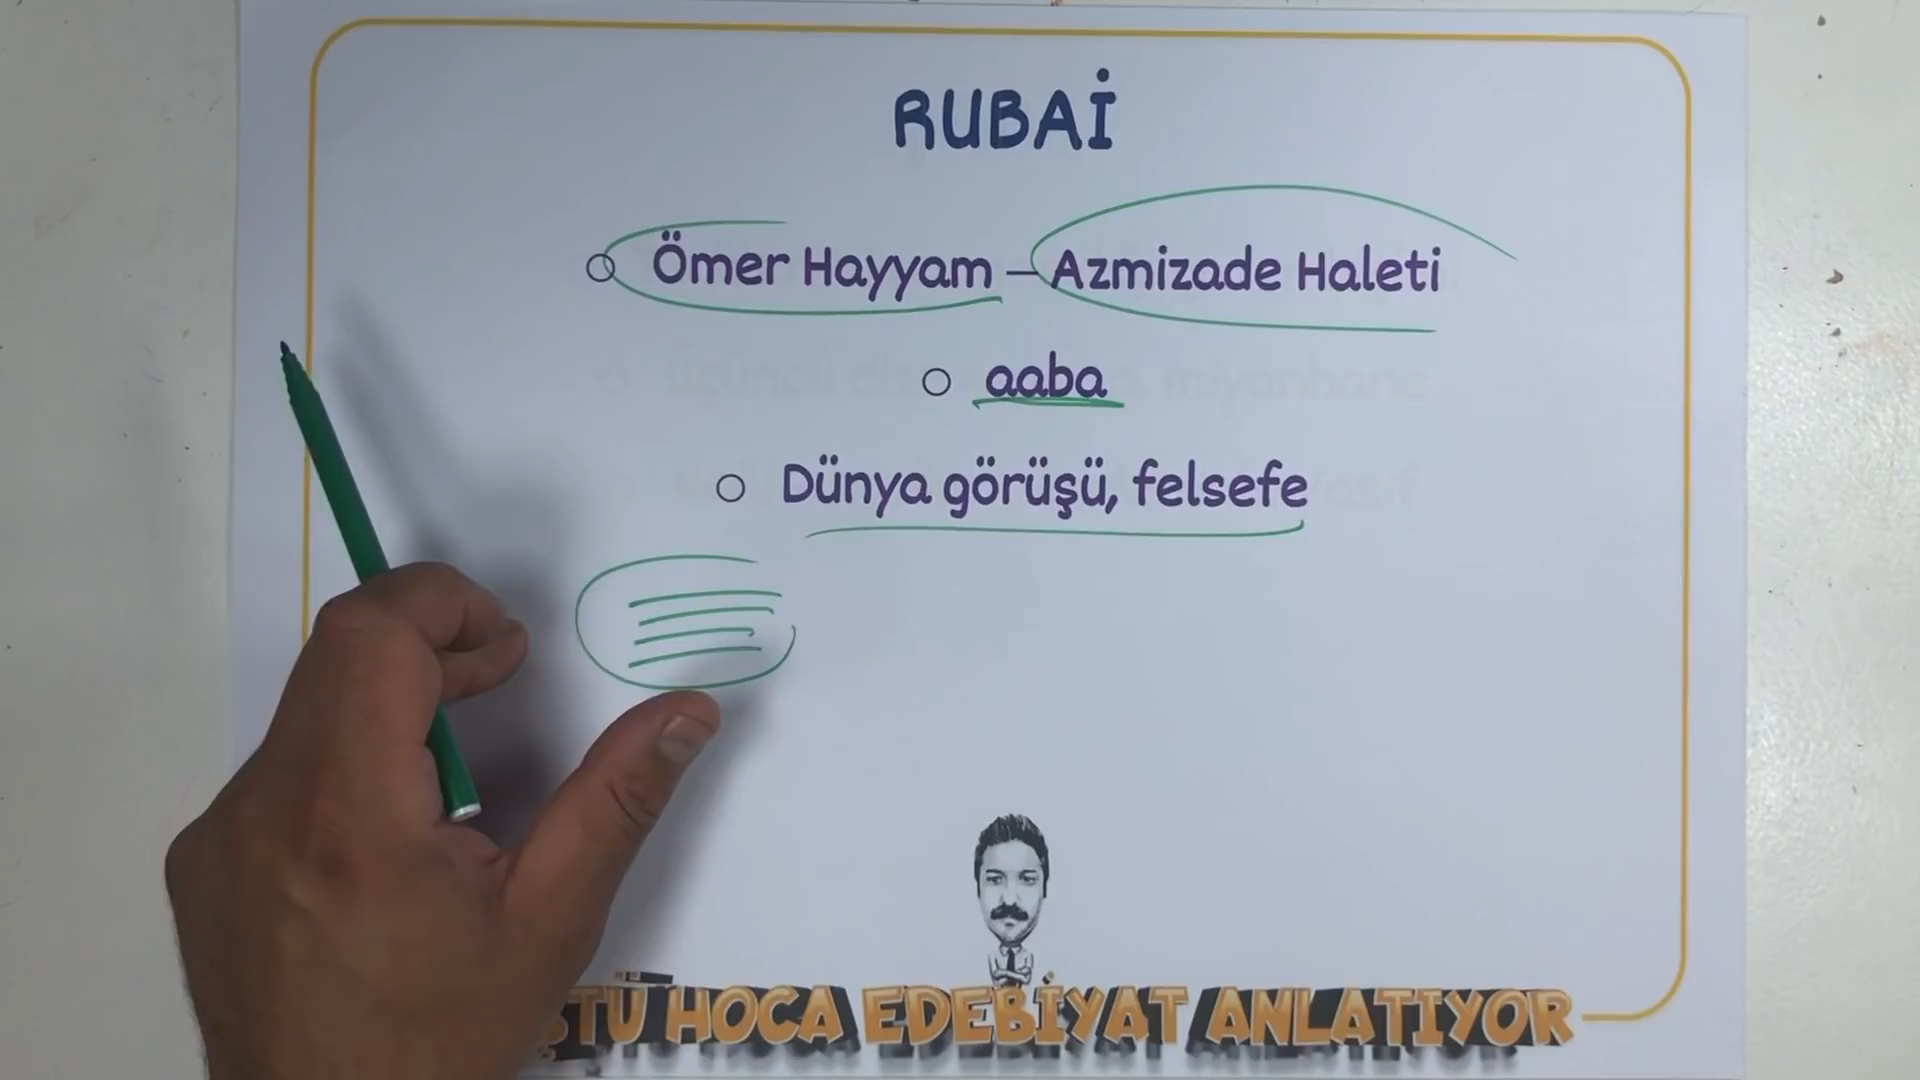 RUBAİ
Ömer Hayyam – Azmizade Haleti
aaba
Dünya görüşü, felsefe
HOCA EDEBİYAT ANLATIYOR